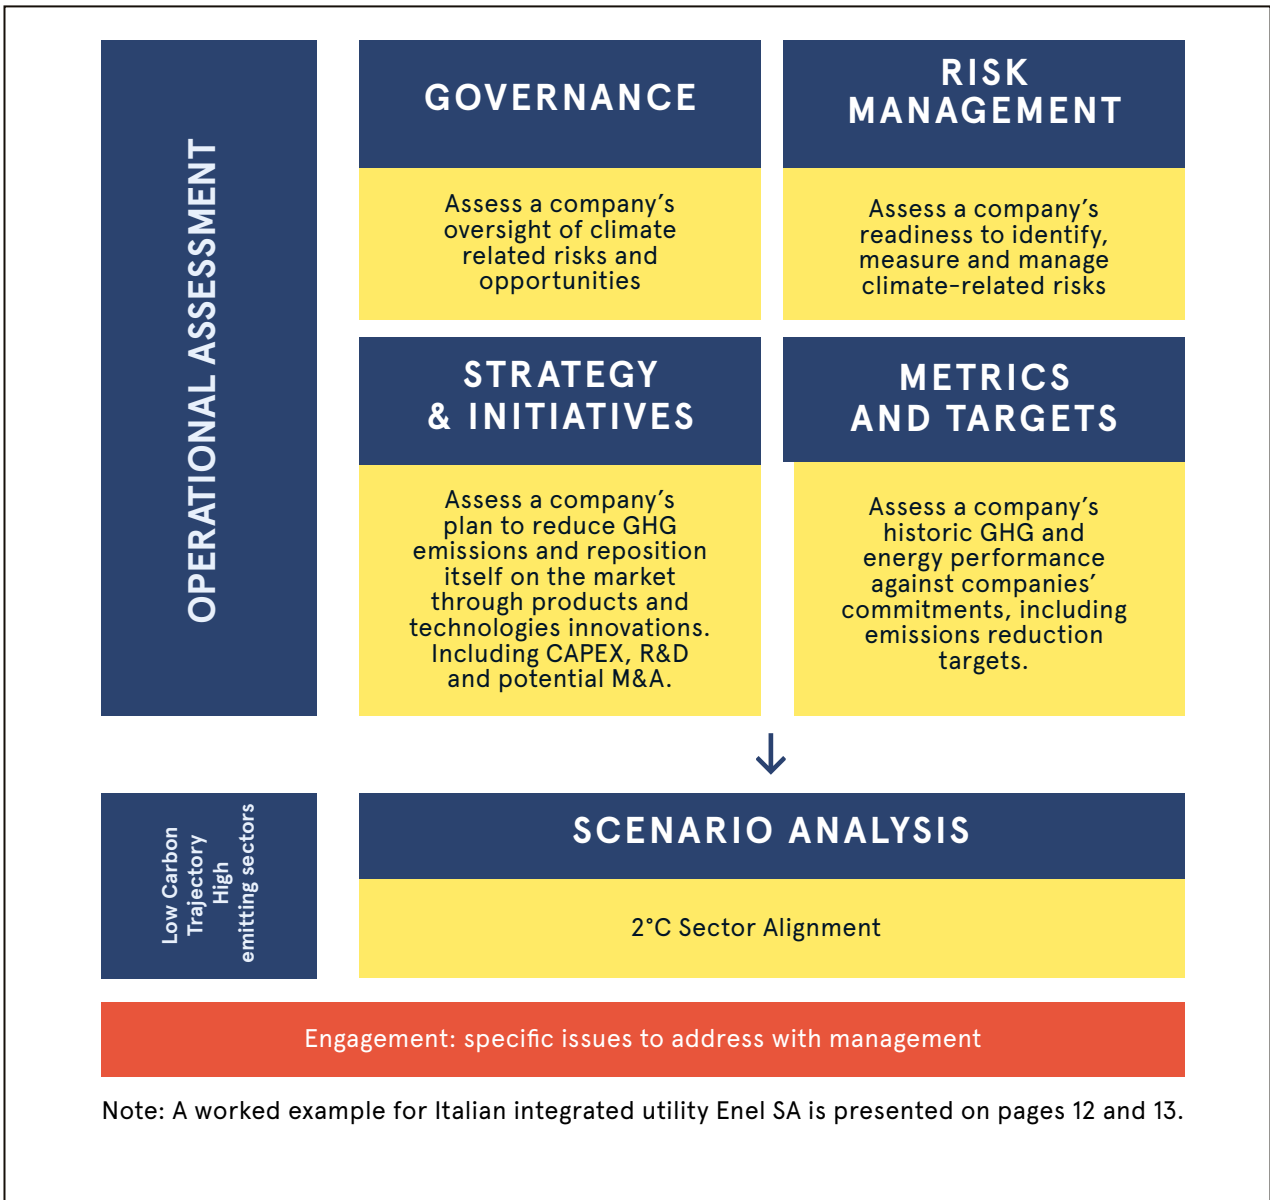 OPERATIONAL ASSESSMENT
GOVERNANCE
Assess a company’s
oversight of climate
related risks and
opportunities
RISK
MANAGEMENT
Assess a company’s
readiness to identify,
measure and manage
climate-related risks
STRATEGY
& INITIATIVES
Assess a company’s
plan to reduce GHG
emissions and reposition
itself on the market
through products and
technologies innovations.
Including CAPEX, R&D
and potential M&A.
METRICS
AND TARGETS
Assess a company’s
historic GHG and
energy performance
against companies’
commitments, including
emissions reduction
targets.
Low Carbon
Trajectory
High
emitting sectors
SCENARIO ANALYSIS
2°C Sector Alignment
Engagement: specific issues to address with management
Note: A worked example for Italian integrated utility Enel SA is presented on pages 12 and 13.